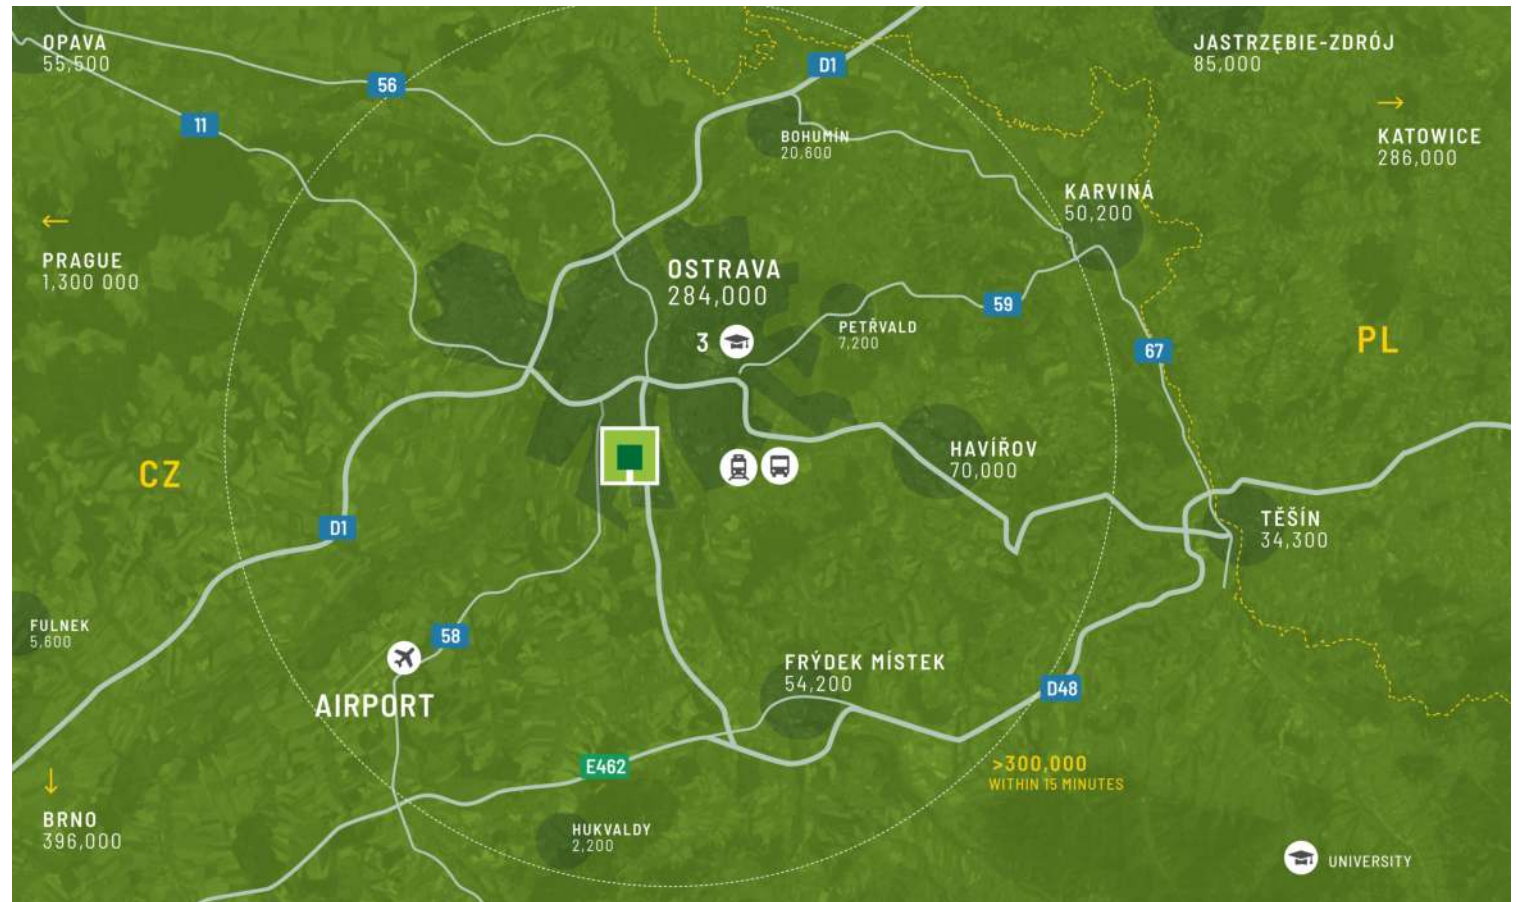 OPAVA
55,500
56
11
D1
JASTRZĘBIE-ZDRÓJ
85,000
KATOWICE
286,000
BOHUMÍN
20,600
KARVINÁ
50,200
PRAGUE
1,300 000
OSTRAVA
284,000
3
PETŘVALD
7,200
59
67
PL
CZ
HAVÍŘOV
70,000
D1
TĚŠÍN
34,300
FULNEK
5,600
58
AIRPORT
FRÝDEK MÍSTEK
54,200
D48
E462
>300,000
WITHIN 15 MINUTES
BRNO
396,000
HUKVALDY
2,200
UNIVERSITY